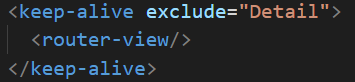 <keep-alive exclude="Detail">
  <router-view/>
</keep-alive>